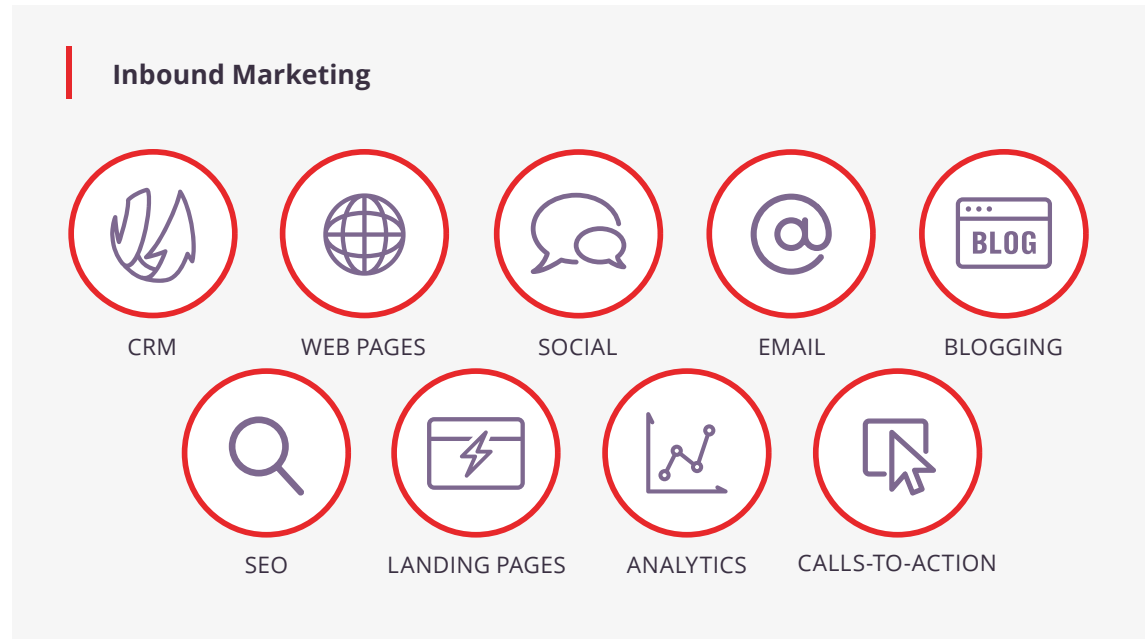 Inbound Marketing
BLOG
CRM
WEB PAGES
SOCIAL
EMAIL
BLOGGING
SEO
LANDING PAGES
ANALYTICS
CALLS-TO-ACTION